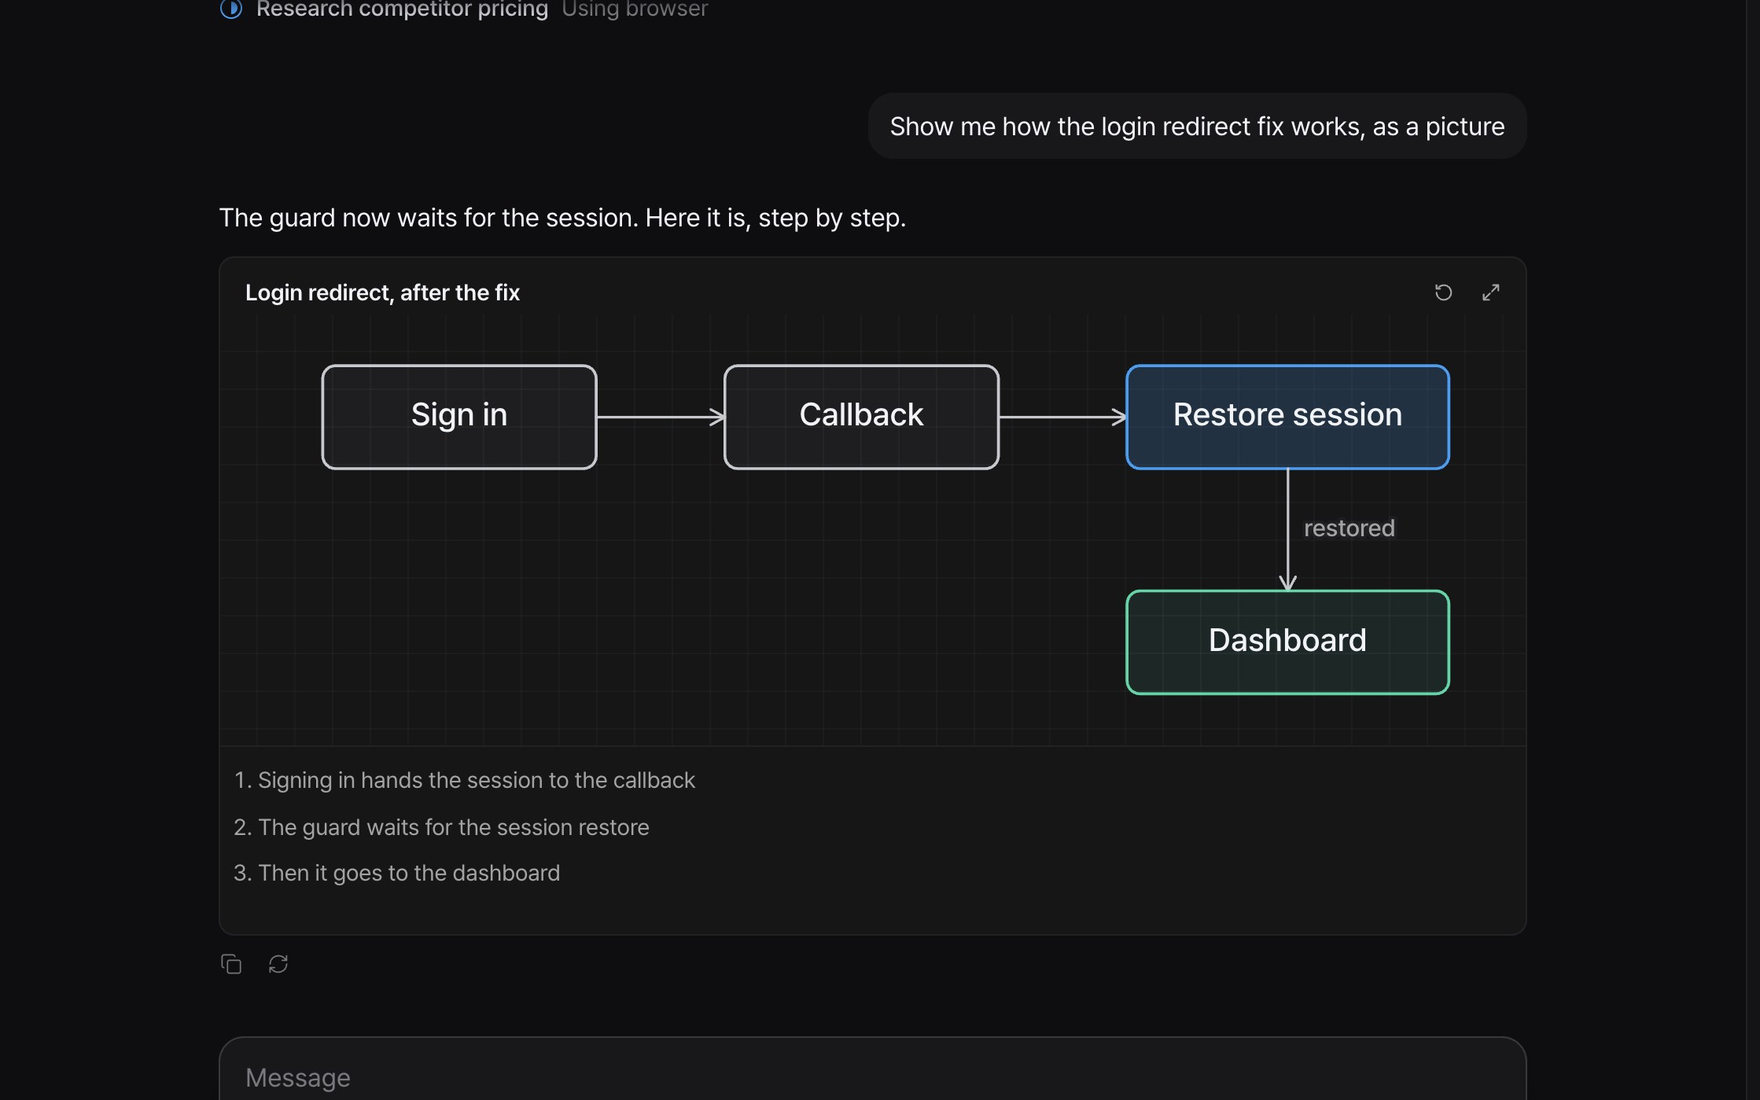 Research competitor pricing Using browser
Show me how the login redirect fix works, as a picture
The guard now waits for the session. Here it is, step by step.
Login redirect, after the fix
Sign in
Callback
Restore session
restored
Dashboard
1. Signing in hands the session to the callback
2. The guard waits for the session restore
3. Then it goes to the dashboard
Message